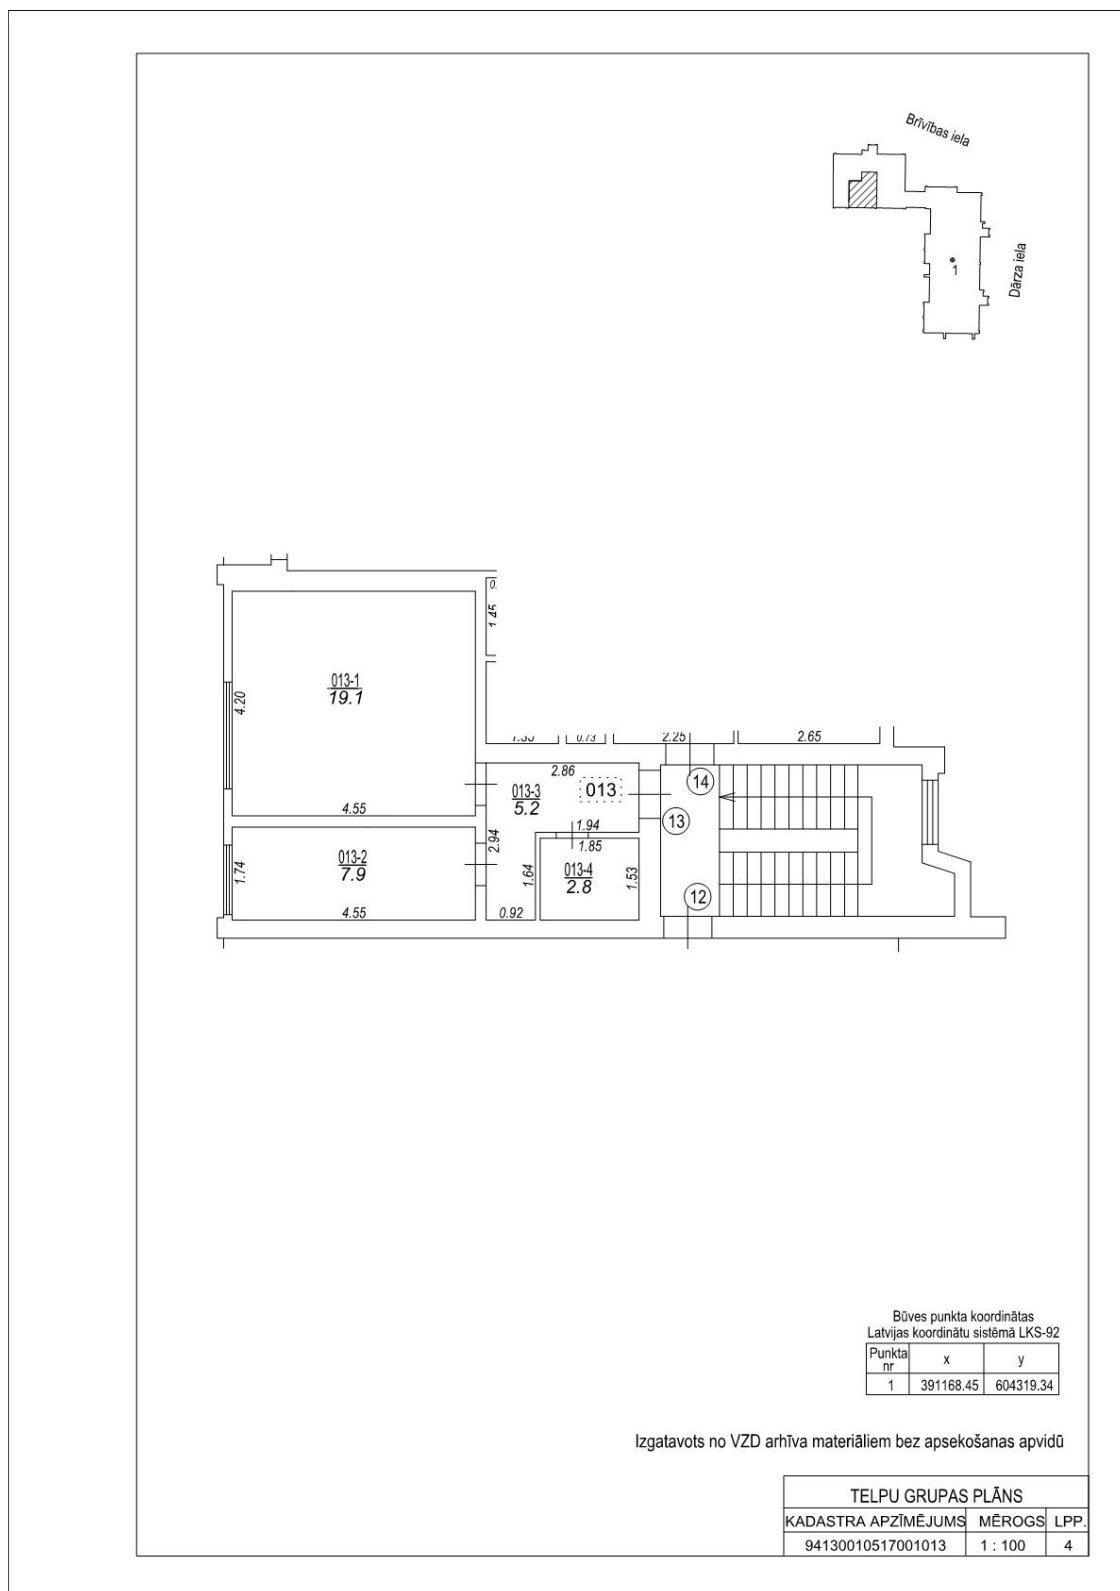 Brīvības iela
1
Dārza iela
0.
1.45
013-1
19.1
4.20
4.55
0.73
2.25
2.65
2.86
013-3
5.2
013
14
13
1.94
1.85
2.94
013-2
7.9
1.74
4.55
1.64
013-4
2.8
1.53
12
0.92
Būves punkta koordinātas
Latvijas koordinātu sistēmā LKS-92
Punkta nr x y
1 391168.45 604319.34
Izgatavots no VZD arhīva materiāliem bez apsekošanas apvidū
TELPU GRUPAS PLĀNS
KADASTRA APZĪMĒJUMS MĒROGS LPP.
94130010517001013 1 : 100 4